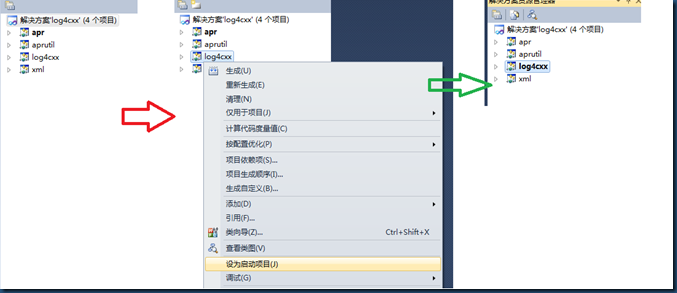 解决方案'log4cxx' (4 个项目)
apr
aprutil
log4cxx
xml
解决方案'log4cxx' (4 个项目)
apr
aprutil
log4cxx
生成(U)
重新生成(E)
清理(N)
仅用于项目(J)
计算代码度量值(C)
按配置优化(P)
项目依赖项(S)...
项目生成顺序(I)...
生成自定义(B)...
添加(D)
引用(F)...
类向导(Z)... Ctrl+Shift+X
查看类图(V)
设为启动项目(J)
调试(G)
解决方案资源管理器
解决方案'log4cxx' (4 个项目)
apr
aprutil
log4cxx
xml